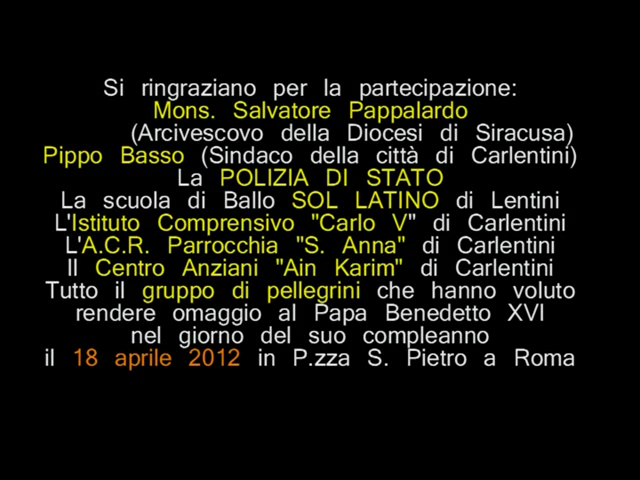 Si ringraziano per la partecipazione:
Mons. Salvatore Pappalardo
(Arcivescovo della Diocesi di Siracusa)
Pippo Basso (Sindaco della città di Carlentini)
La POLIZIA DI STATO
La scuola di Ballo SOL LATINO di Lentini
L'Istituto Comprensivo "Carlo V" di Carlentini
L'A.C.R. Parrocchia "S. Anna" di Carlentini
Il Centro Anziani "Ain Karim" di Carlentini
Tutto il gruppo di pellegrini che hanno voluto
rendere omaggio al Papa Benedetto XVI
nel giorno del suo compleanno
il 18 aprile 2012 in P.zza S. Pietro a Roma